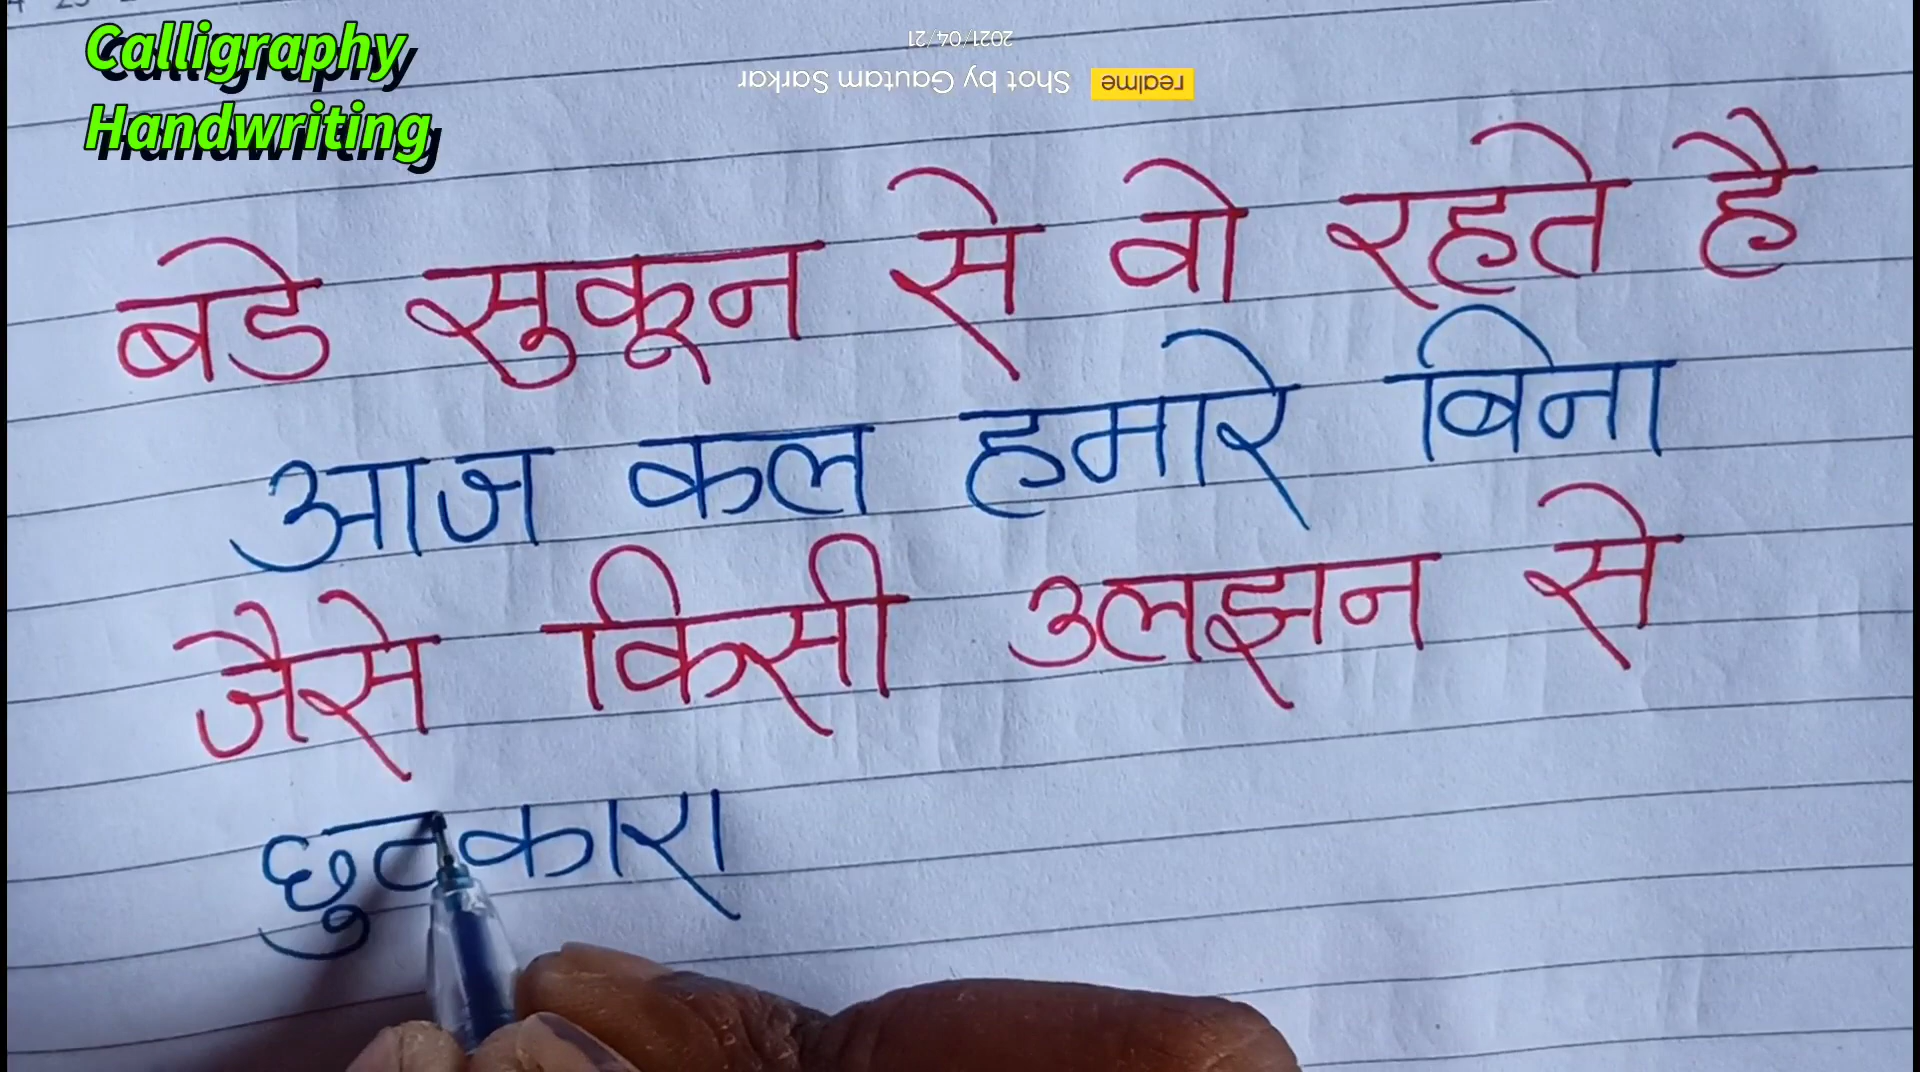 Calligraphy
Handwriting
2021/04/21
realme Shot by Gautam Sarkar
बडे सुकून से वो रहते है
आज कल हमारे बिना
जैसे किसी उलझन से
छुटकारा